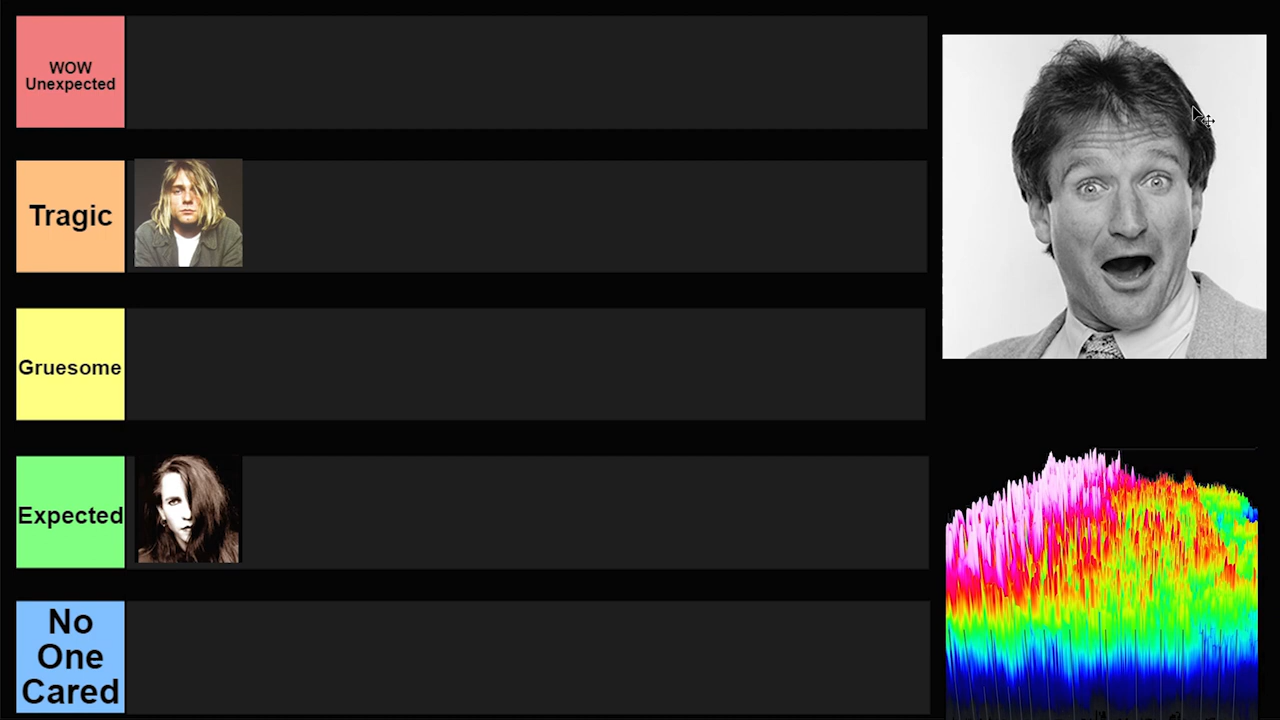 WOW
Unexpected
Tragic
Gruesome
Expected
No
One
Cared